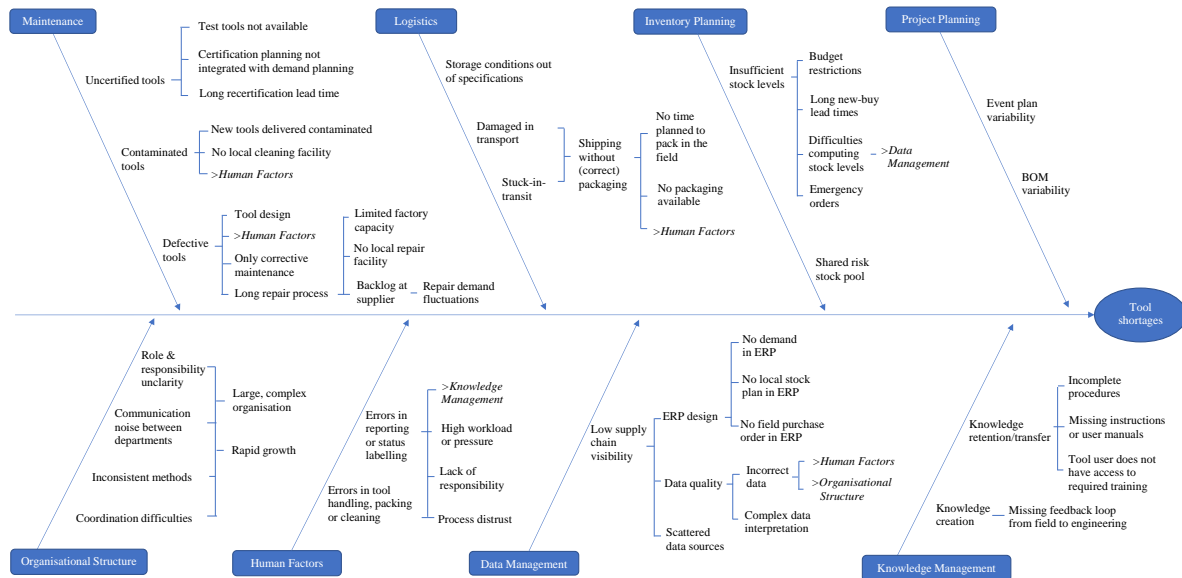 Maintenance
Logistics
Inventory Planning
Project Planning
Test tools not available
Certification planning not
integrated with demand planning
Uncertified tools
Long recertification lead time
New tools delivered contaminated
Contaminated
tools
No local cleaning facility
>Human Factors
Tool design
>Human Factors
Defective
tools
Only corrective
maintenance
Long repair process
Limited factory
capacity
No local repair
facility
Backlog at
supplier
Repair demand
fluctuations
Storage conditions out
of specifications
Damaged in
transport
Stuck-in-
transit
Shipping
without
(correct)
packaging
No time
planned to
pack in the
field
No packaging
available
>Human Factors
Insufficient
stock levels
Budget
restrictions
Long new-buy
lead times
Difficulties
computing
stock levels
>Data
Management
Emergency
orders
Shared risk
stock pool
Event plan
variability
BOM
variability
Tool
shortages
Role &
responsibility
unclarity
Large, complex
organisation
Communication
noise between
departments
Rapid growth
Inconsistent methods
Coordination difficulties
Organisational Structure
Errors in
reporting
or status
labelling
>Knowledge
Management
High workload
or pressure
Lack of
responsibility
Errors in tool
handling, packing
or cleaning
Process distrust
Human Factors
Low supply
chain
visibility
ERP design
No demand
in ERP
No local stock
plan in ERP
No field purchase
order in ERP
Data quality
Incorrect
data
>Human Factors
>Organisational
Structure
Complex data
interpretation
Scattered
data sources
Data Management
Knowledge
retention/transfer
Incomplete
procedures
Missing instructions
or user manuals
Tool user does not
have access to
required training
Knowledge
creation
Missing feedback loop
from field to engineering
Knowledge Management